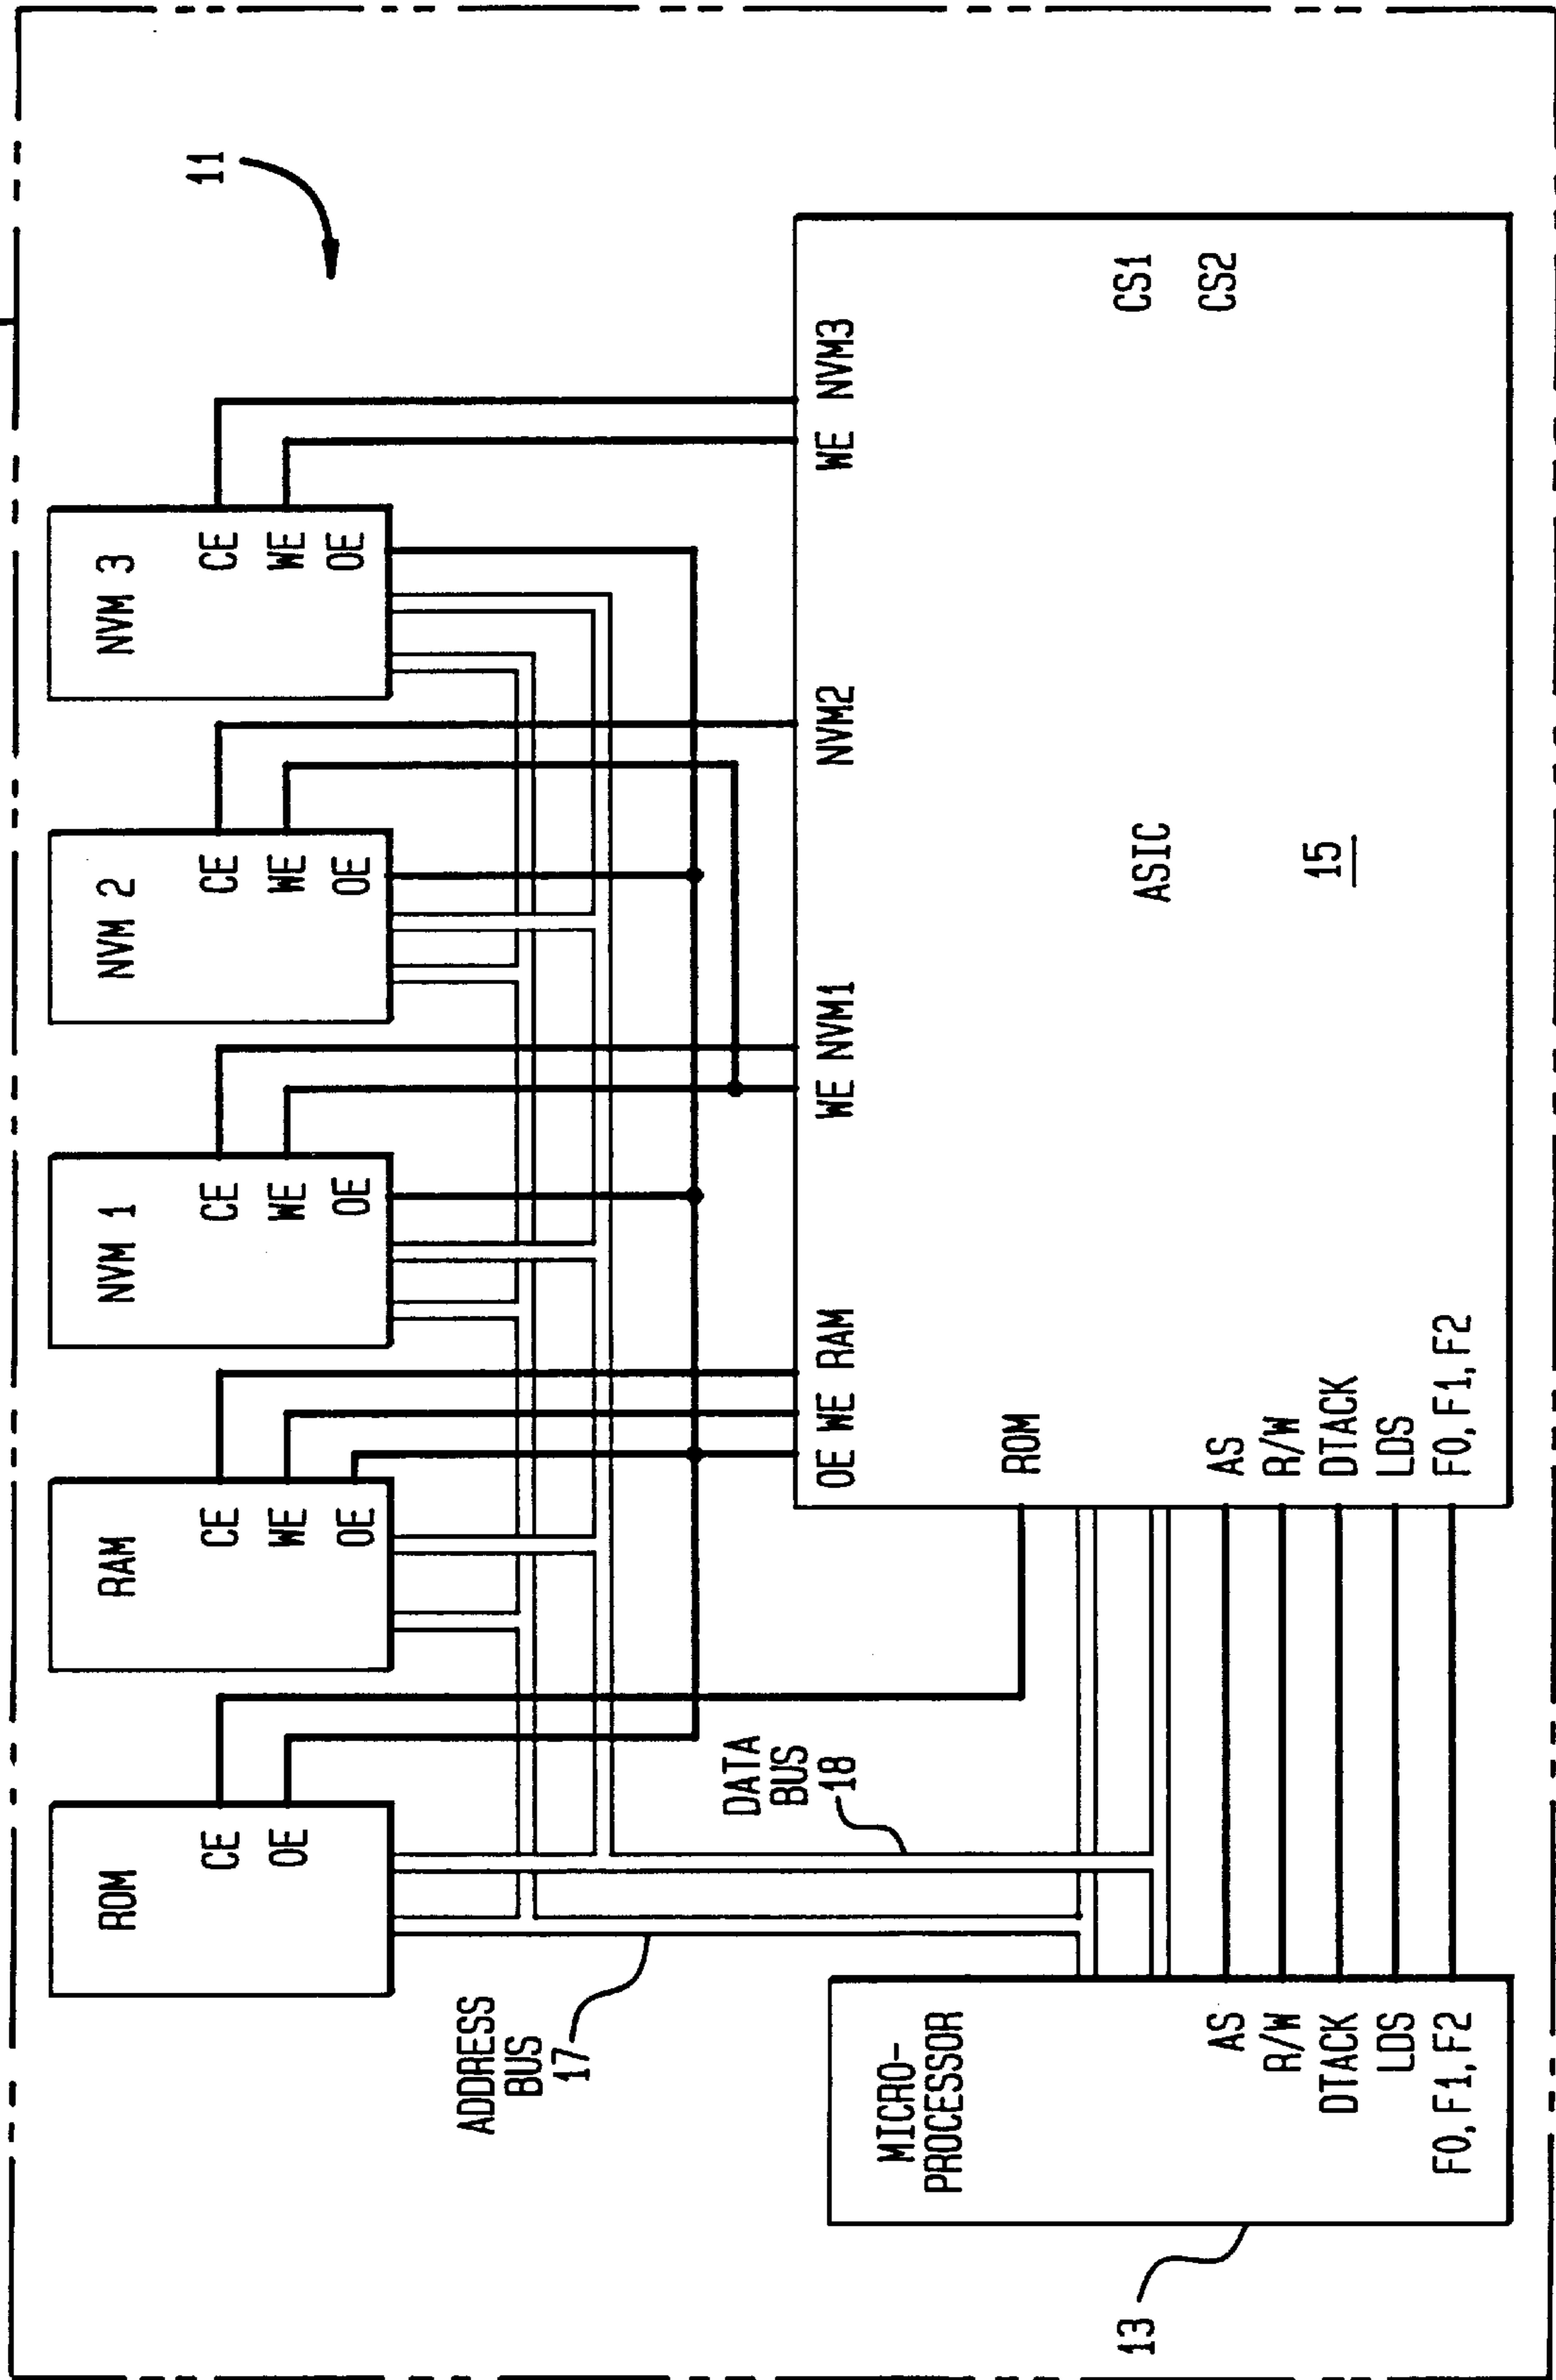 11
ROM
CE
OE
RAM
CE
WE
OE
NVM 1
CE
WE
OE
NVM 2
CE
WE
OE
NVM 3
CE
WE
OE
ADDRESS
BUS
17
DATA
BUS
18
MICRO-
PROCESSOR
AS
R/W
DTACK
LDS
F0, F1, F2
13
OE WE RAM
WE NVM1
NVM2
WE NVM3
ROM
AS
R/W
DTACK
LDS
F0, F1, F2
ASIC
15
CS1
CS2